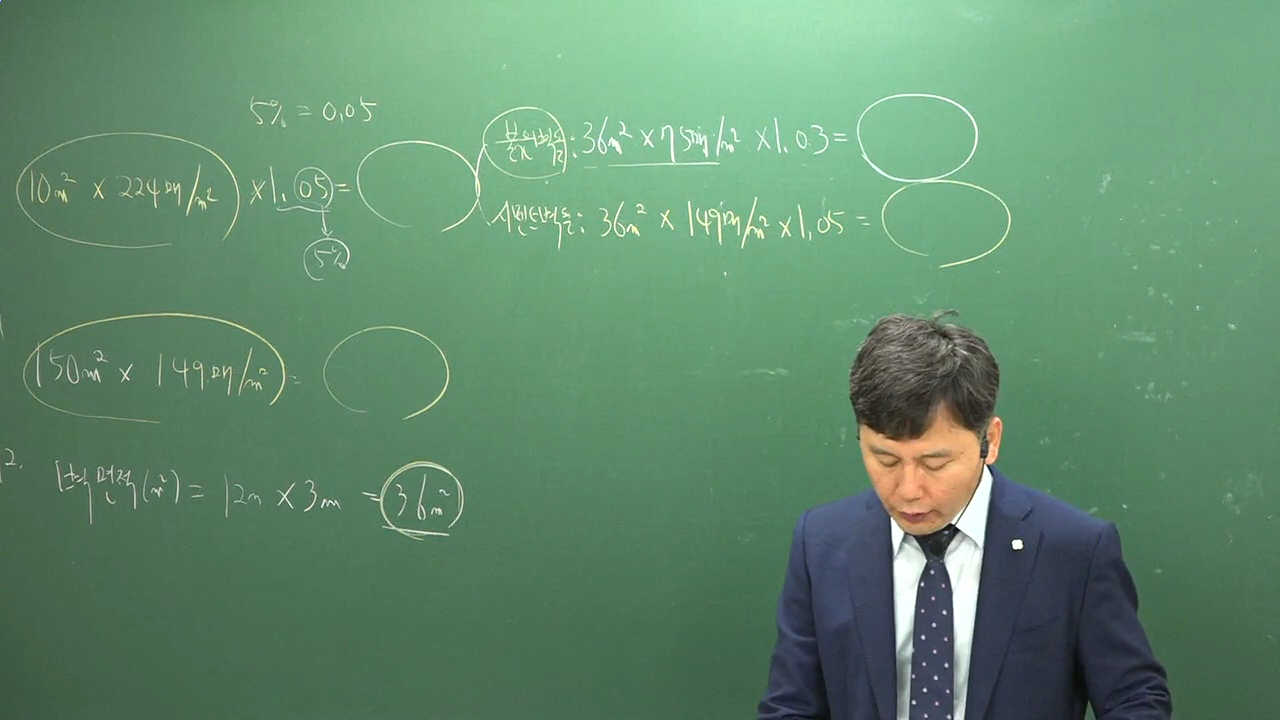 5% = 0.05
10m² × 224매/m² × 1.05 =
5%
150m² × 149매/m² =
2.
벽면적(m²) = 12m × 3m = 36m²
붉은벽돌 : 36m² × 75매/m² × 1.03 =
시멘트벽돌 : 36m² × 149매/m² × 1.05 =